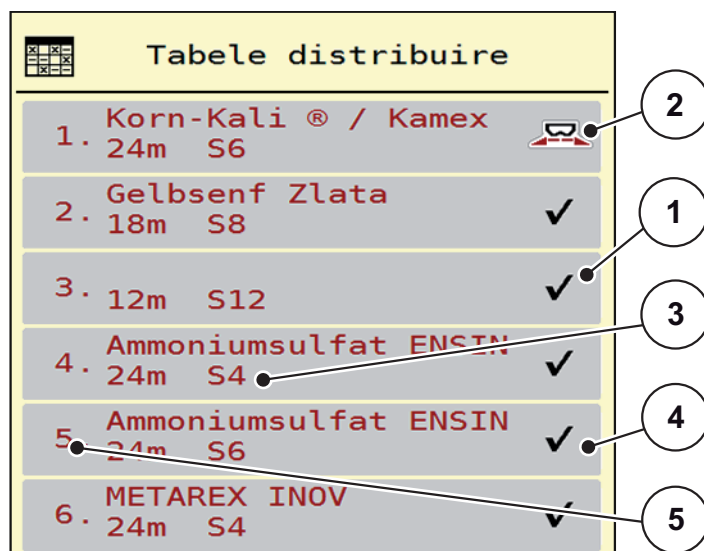 Tabele distribuire
1. Korn-Kali ® / Kamex
24m S6
2. Gelbsenf Zlata
18m S8
3.
12m S12
4. Ammoniumsulfat ENSIN
24m S4
5. Ammoniumsulfat ENSIN
24m S6
6. METAREX INOV
24m S4
2
1
3
4
5